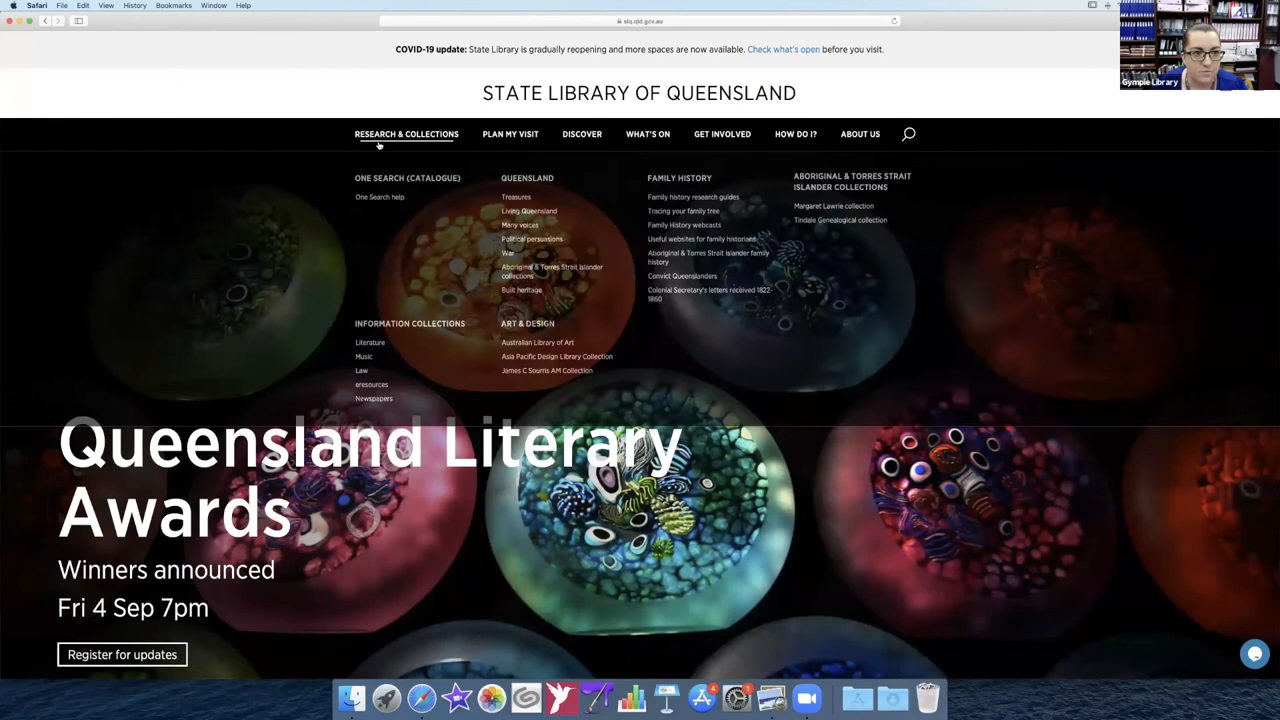 Safari File Edit View History Bookmarks Window Help
slq.qld.gov.au
COVID-19 update: State Library is gradually reopening and more spaces are now available. Check what's open before you visit.
Gympie Library
STATE LIBRARY OF QUEENSLAND
RESEARCH & COLLECTIONS PLAN MY VISIT DISCOVER WHAT'S ON GET INVOLVED HOW DO I? ABOUT US
ONE SEARCH (CATALOGUE)
One Search help
QUEENSLAND
Treasures
Living Queensland
Many voices
Political persuasions
War
Aboriginal & Torres Strait Islander
collections
Built heritage
FAMILY HISTORY
Family history research guides
Tracing your family tree
Family History webcasts
Useful websites for family historians
Aboriginal & Torres Strait Islander family
history
Convict Queenslanders
Colonial Secretary's letters received 1822-
1860
ABORIGINAL & TORRES STRAIT
ISLANDER COLLECTIONS
Margaret Lawrie collection
Tindale Genealogical collection
INFORMATION COLLECTIONS
Literature
Music
Law
eresources
Newspapers
ART & DESIGN
Australian Library of Art
Asia Pacific Design Library Collection
James C Sourris AM Collection
Queensland Literary
Awards
Winners announced
Fri 4 Sep 7pm
Register for updates
4
1